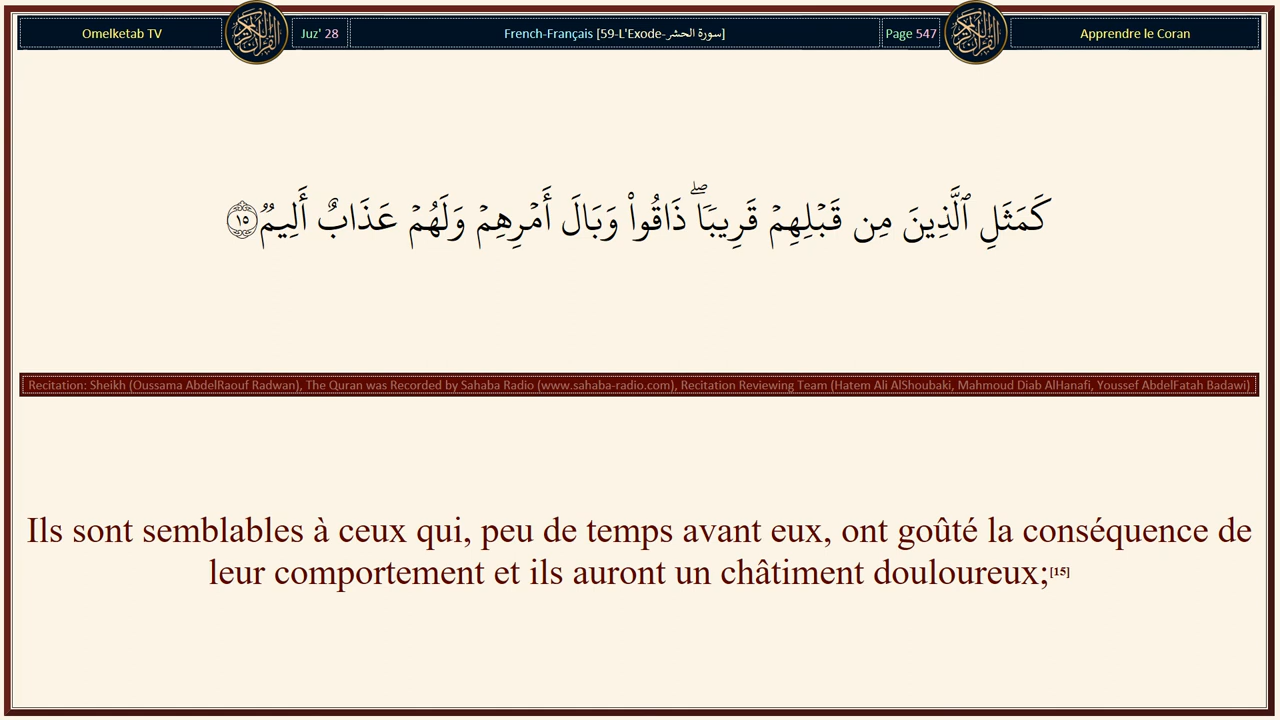 Omelketab TV
Juz' 28
French-Français [59-L'Exode-سورة الحشر]
Page 547
Apprendre le Coran
كَمَثَلِ ٱلَّذِينَ مِن قَبۡلِهِمۡ قَرِيبٗاۖ ذَاقُواْ وَبَالَ أَمۡرِهِمۡ وَلَهُمۡ عَذَابٌ أَلِيمٞ ١٥
Recitation: Sheikh (Oussama AbdelRaouf Radwan), The Quran was Recorded by Sahaba Radio (www.sahaba-radio.com), Recitation Reviewing Team (Hatem Ali AlShoubaki, Mahmoud Diab AlHanafi, Youssef AbdelFatah Badawi)
Ils sont semblables à ceux qui, peu de temps avant eux, ont goûté la conséquence de
leur comportement et ils auront un châtiment douloureux;[15]